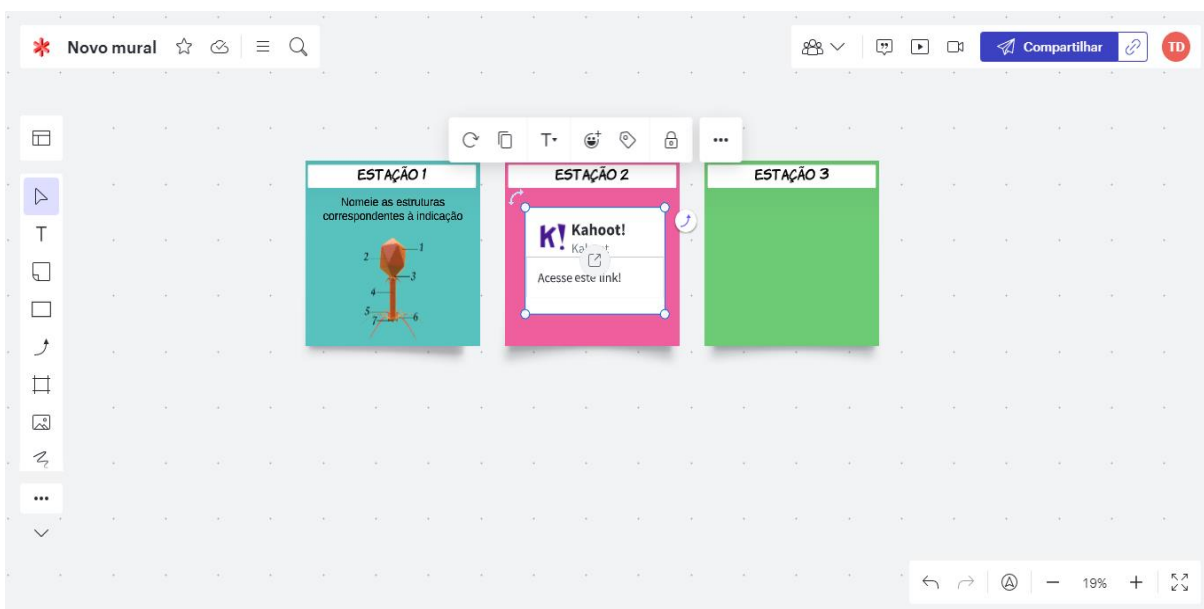 Novo mural
Compartilhar
TD
T
T
ESTAÇÃO 1
ESTAÇÃO 2
ESTAÇÃO 3
Nomeie as estruturas
correspondentes à indicação
1
2
3
4
5
6
7
K! Kahoot!
Kahoot
Acesse este link!
19%